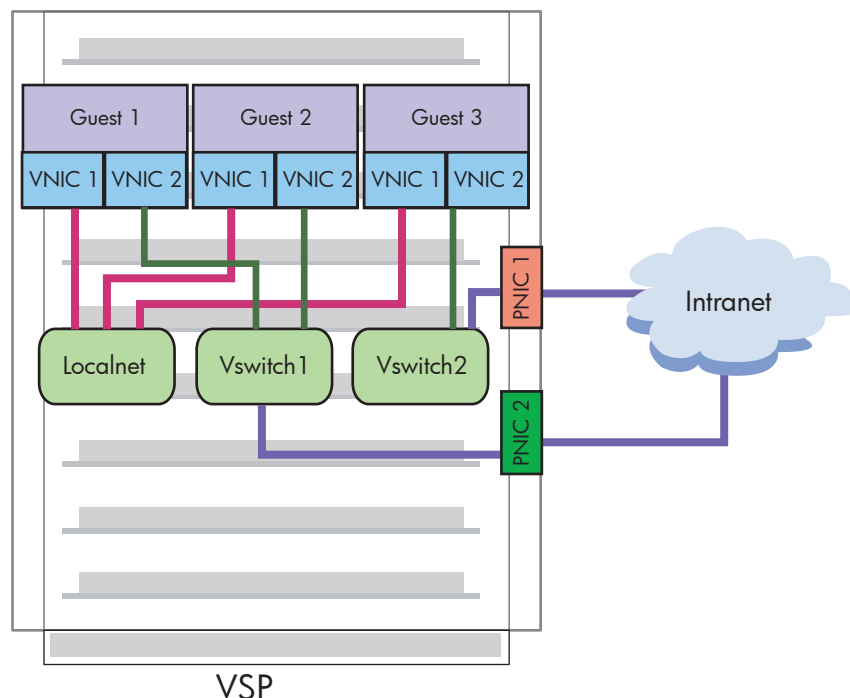 Guest 1
Guest 2
Guest 3
VNIC 1
VNIC 2
VNIC 1
VNIC 2
VNIC 1
VNIC 2
PNIC 1
Intranet
Localnet
Vswitch1
Vswitch2
PNIC 2
VSP